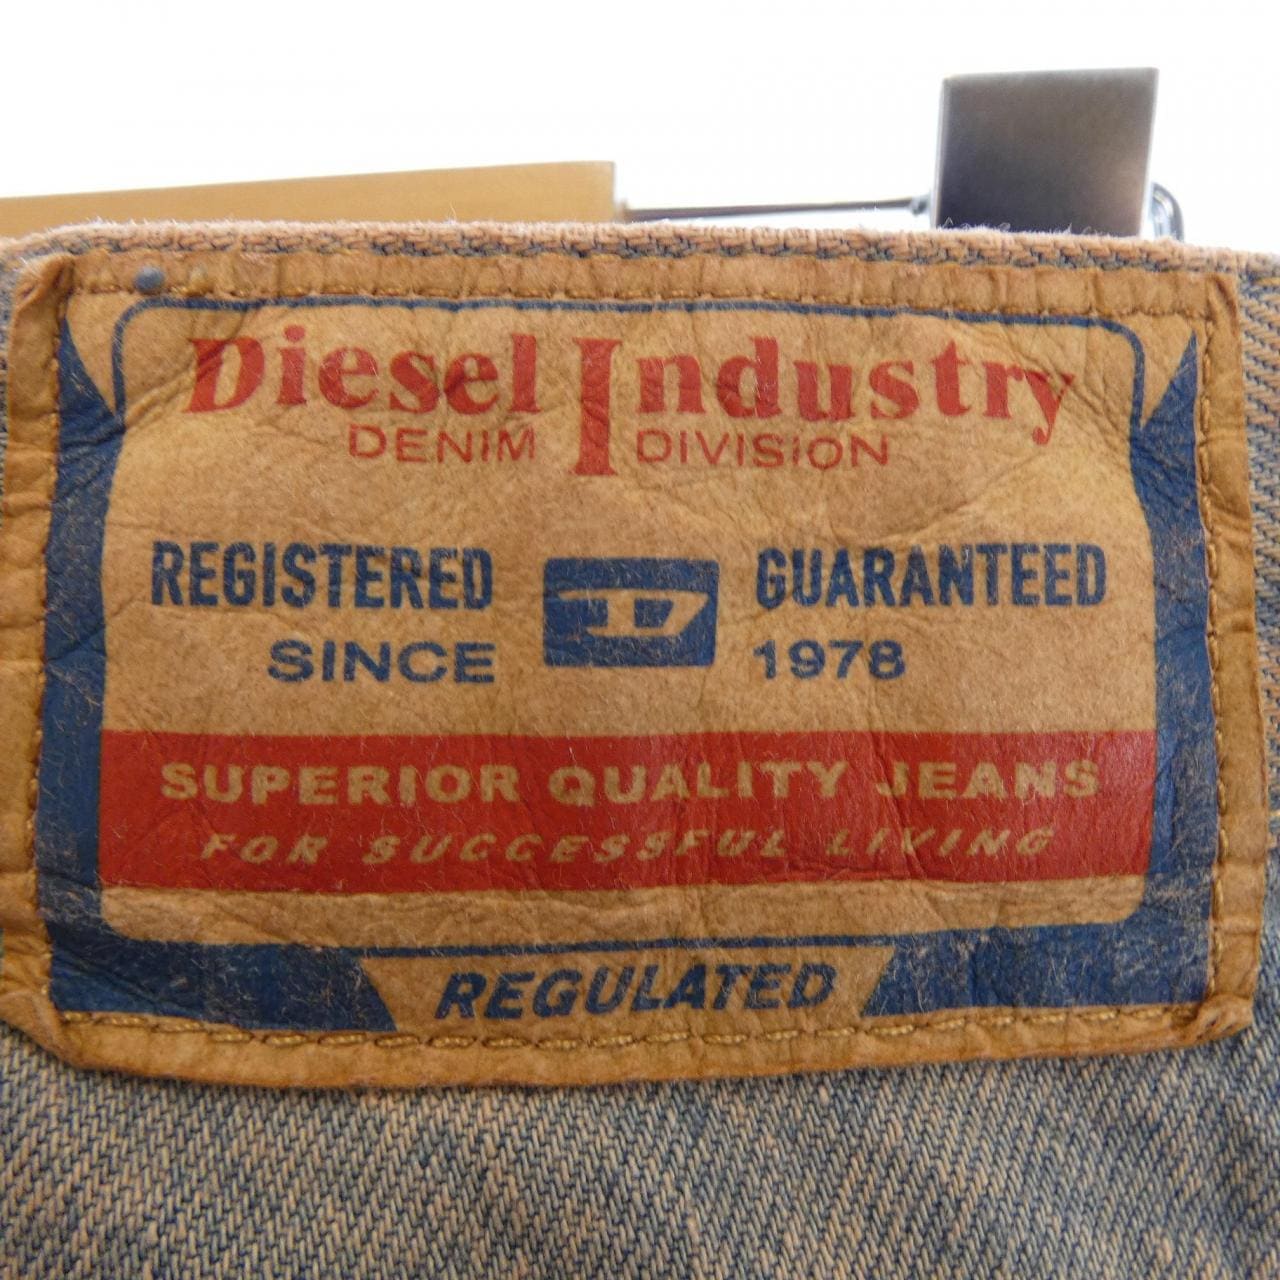 Diesel Industry
DENIM DIVISION
REGISTERED D GUARANTEED
SINCE 1978
SUPERIOR QUALITY JEANS
FOR SUCCESSFUL LIVING
REGULATED